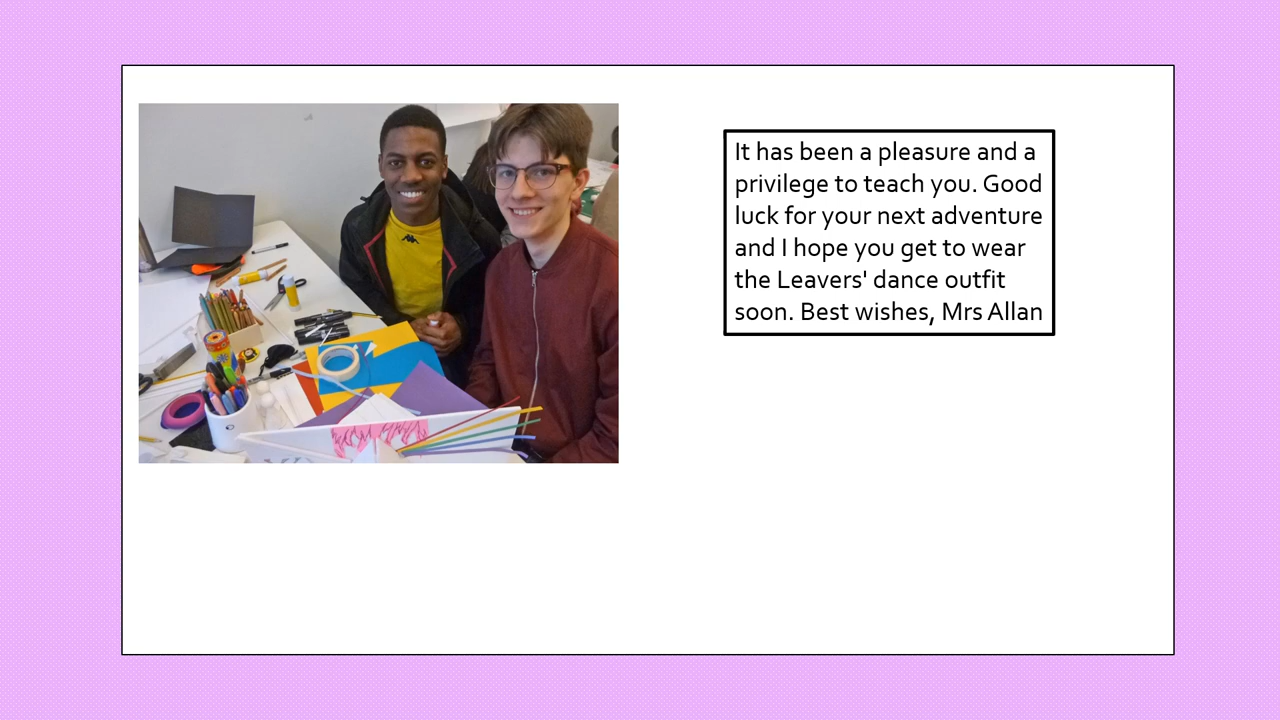 It has been a pleasure and a
privilege to teach you. Good
luck for your next adventure
and I hope you get to wear
the Leavers' dance outfit
soon. Best wishes, Mrs Allan